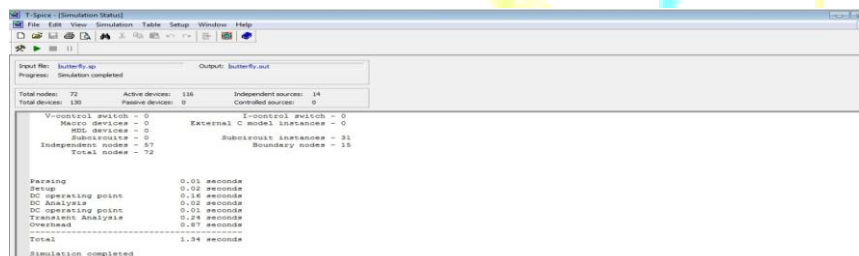 T-Spice - [Simulation Status]
File Edit View Simulation Table Setup Window Help
Input file: butterfly.sp Output: butterfly.out
Progress: Simulation completed
Total nodes: 72 Active devices: 116 Independent sources: 14
Total devices: 130 Passive devices: 0 Controlled sources: 0
V-control switch - 0 I-control switch - 0
Macro devices - 0 External C model instances - 0
HDL devices - 0
Subcircuits - 0 Subcircuit instances - 31
Independent nodes - 57 Boundary nodes - 15
Total nodes - 72
Parsing 0.01 seconds
Setup 0.02 seconds
DC operating point 0.16 seconds
DC Analysis 0.02 seconds
DC operating point 0.01 seconds
Transient Analysis 0.24 seconds
Overhead 0.87 seconds
-----------------------------------------
Total 1.34 seconds
Simulation completed